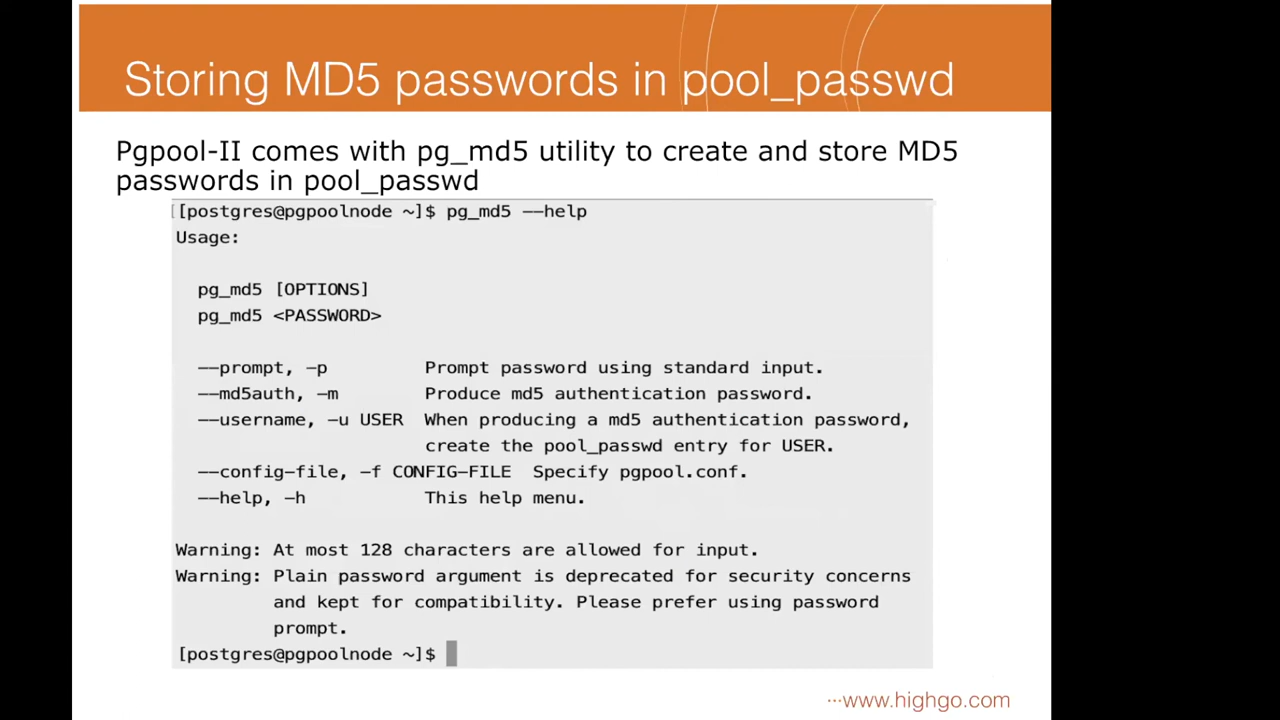 Storing MD5 passwords in pool_passwd
Pgpool-II comes with pg_md5 utility to create and store MD5
passwords in pool_passwd
[[postgres@pgpoolnode ~]$ pg_md5 --help
Usage:
pg_md5 [OPTIONS]
pg_md5 <PASSWORD>
--prompt, -p Prompt password using standard input.
--md5auth, -m Produce md5 authentication password.
--username, -u USER When producing a md5 authentication password,
create the pool_passwd entry for USER.
--config-file, -f CONFIG-FILE Specify pgpool.conf.
--help, -h This help menu.
Warning: At most 128 characters are allowed for input.
Warning: Plain password argument is deprecated for security concerns
and kept for compatibility. Please prefer using password
prompt.
[postgres@pgpoolnode ~]$
···www.highgo.com